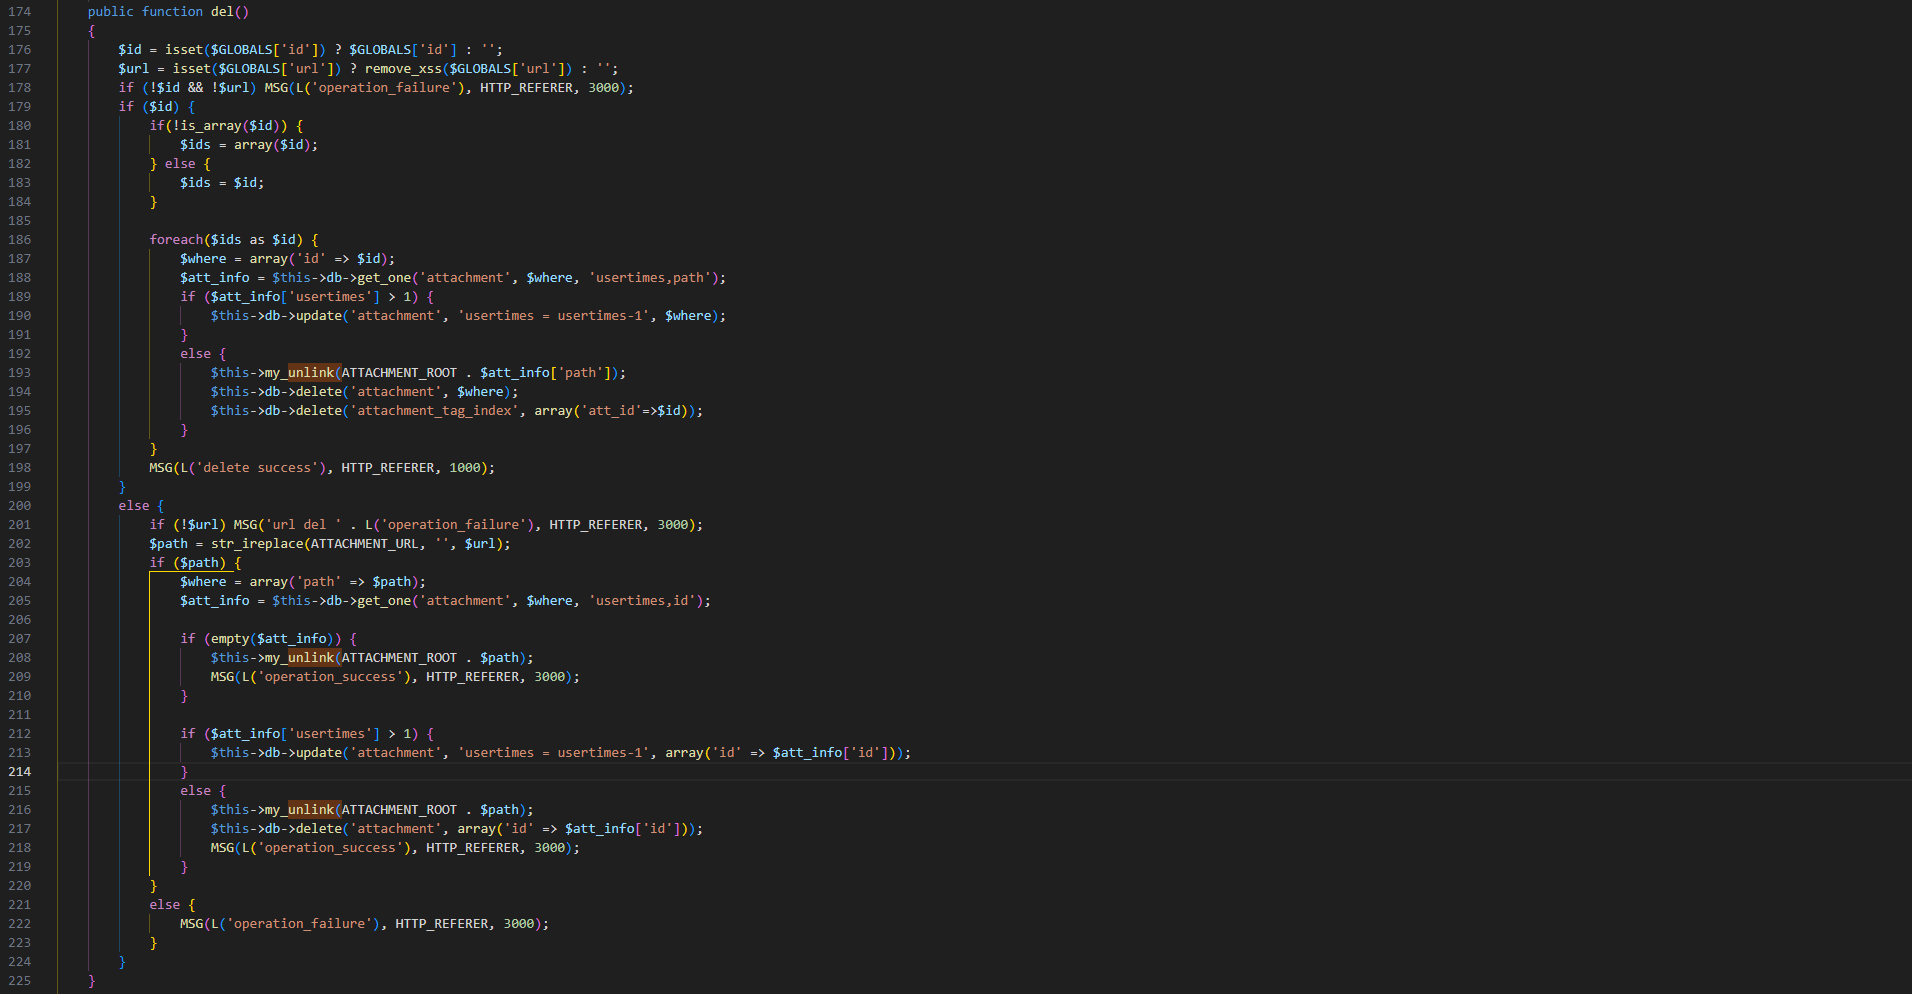 174 public function del()
175 {
176 $id = isset($GLOBALS['id']) ? $GLOBALS['id'] : '';
177 $url = isset($GLOBALS['url']) ? remove_xss($GLOBALS['url']) : '';
178 if (!$id && !$url) MSG(L('operation_failure'), HTTP_REFERER, 3000);
179 if ($id) {
180 if(!is_array($id)) {
181 $ids = array($id);
182 } else {
183 $ids = $id;
184 }
185
186 foreach($ids as $id) {
187 $where = array('id' => $id);
188 $att_info = $this->db->get_one('attachment', $where, 'usertimes,path');
189 if ($att_info['usertimes'] > 1) {
190 $this->db->update('attachment', 'usertimes = usertimes-1', $where);
191 }
192 else {
193 $this->my_unlink(ATTACHMENT_ROOT . $att_info['path']);
194 $this->db->delete('attachment', $where);
195 $this->db->delete('attachment_tag_index', array('att_id'=>$id));
196 }
197 }
198 MSG(L('delete success'), HTTP_REFERER, 1000);
199 }
200 else {
201 if (!$url) MSG('url del ' . L('operation_failure'), HTTP_REFERER, 3000);
202 $path = str_ireplace(ATTACHMENT_URL, '', $url);
203 if ($path) {
204 $where = array('path' => $path);
205 $att_info = $this->db->get_one('attachment', $where, 'usertimes,id');
206
207 if (empty($att_info)) {
208 $this->my_unlink(ATTACHMENT_ROOT . $path);
209 MSG(L('operation_success'), HTTP_REFERER, 3000);
210 }
211
212 if ($att_info['usertimes'] > 1) {
213 $this->db->update('attachment', 'usertimes = usertimes-1', array('id' => $att_info['id']));
214 }
215 else {
216 $this->my_unlink(ATTACHMENT_ROOT . $path);
217 $this->db->delete('attachment', array('id' => $att_info['id']));
218 MSG(L('operation_success'), HTTP_REFERER, 3000);
219 }
220 }
221 else {
222 MSG(L('operation_failure'), HTTP_REFERER, 3000);
223 }
224 }
225 }